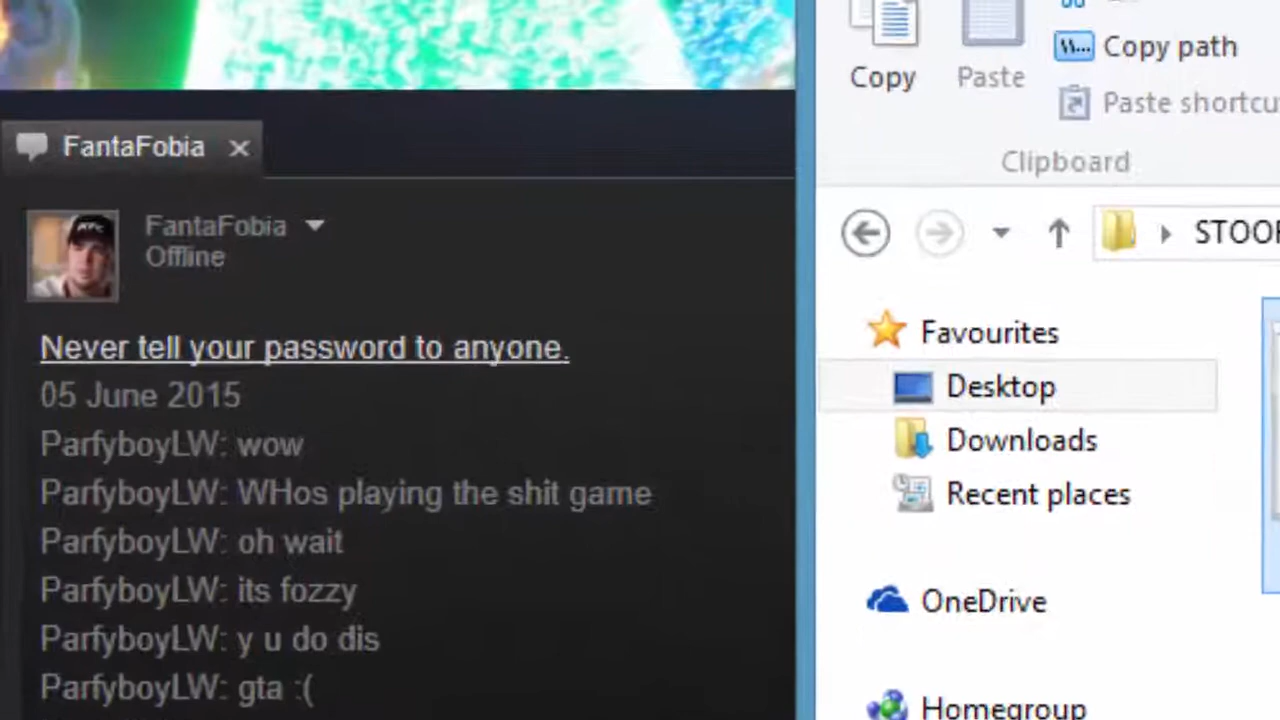 FantaFobia
FantaFobia
Offline
Never tell your password to anyone.
05 June 2015
ParfyboyLW: wow
ParfyboyLW: WHos playing the shit game
ParfyboyLW: oh wait
ParfyboyLW: its fozzy
ParfyboyLW: y u do dis
ParfyboyLW: gta :(
Copy
Paste
Copy path
Paste shortcu
Clipboard
Favourites
Desktop
Downloads
Recent places
OneDrive
Homegroup